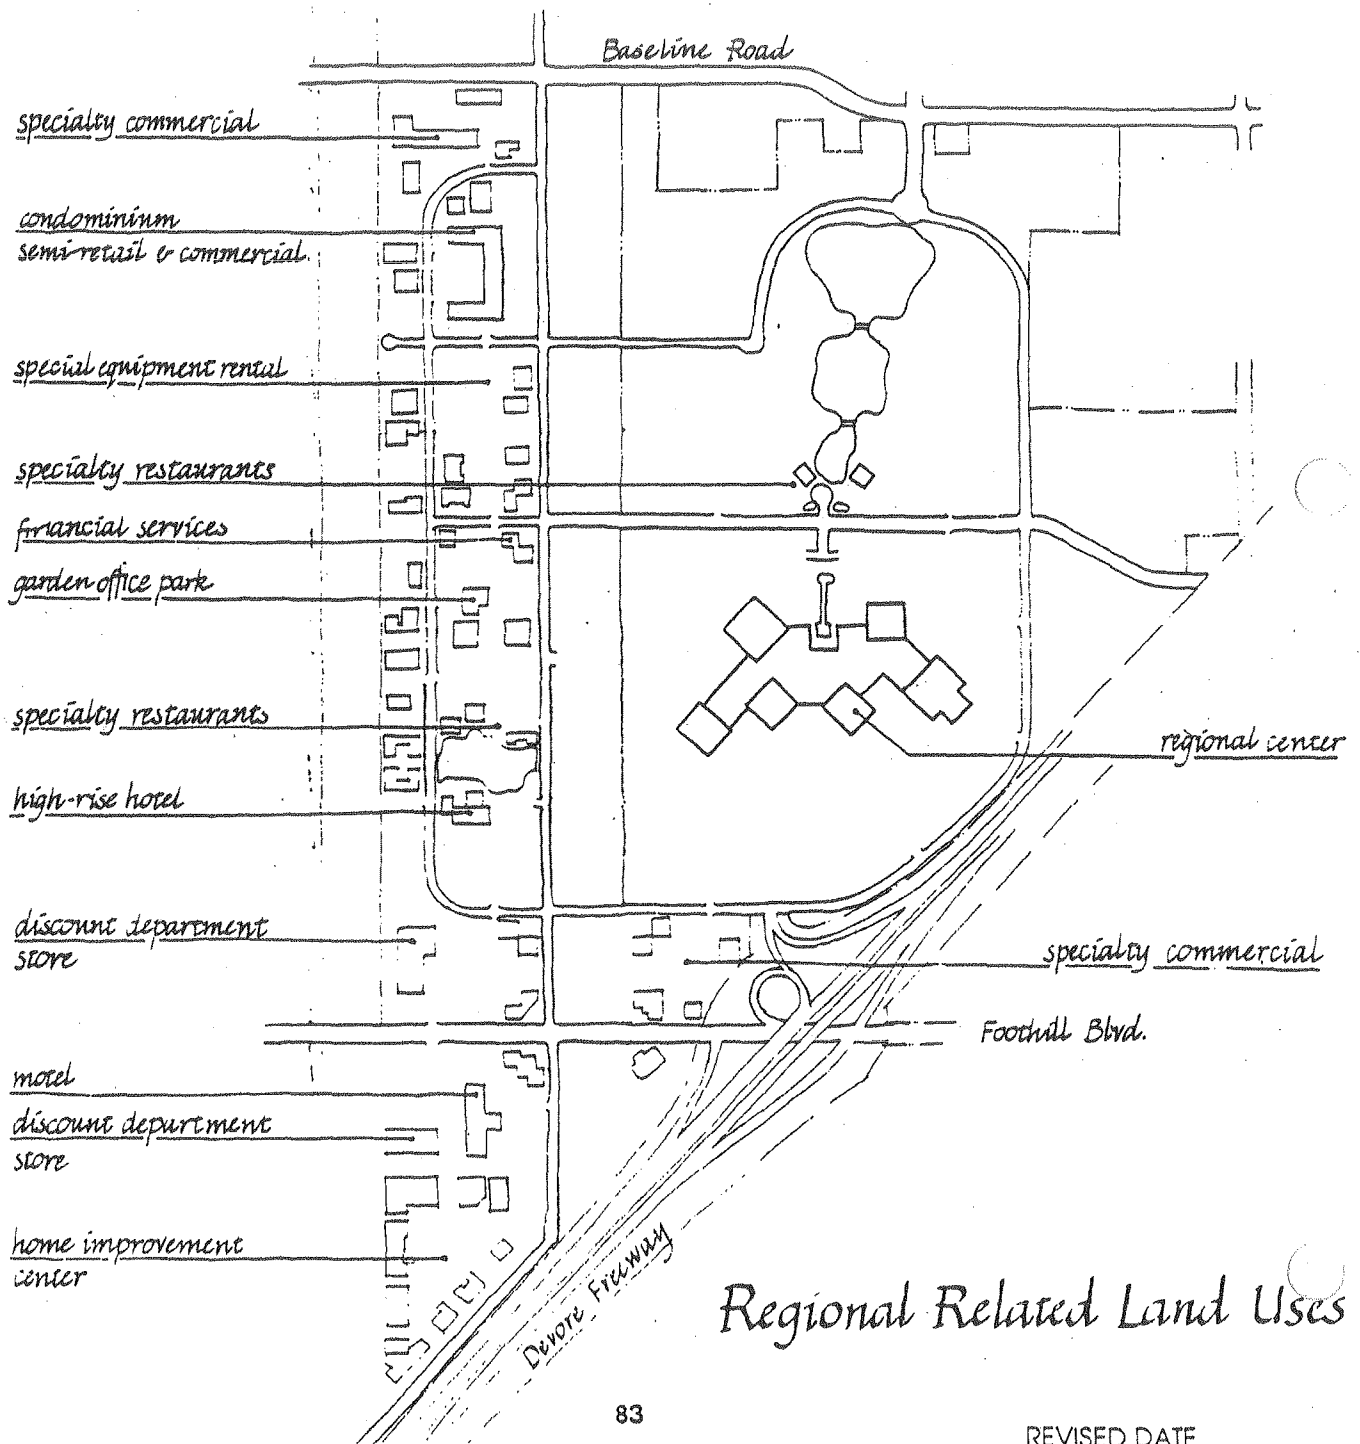 Baseline Road
specialty commercial
condominium
semi-retail & commercial
special equipment rental
specialty restaurants
financial services
garden office park
specialty restaurants
regional center
high-rise hotel
discount department
store
specialty commercial
Foothill Blvd.
motel
discount department
store
home improvement
center
Devore Freeway
Regional Related Land Uses
83
REVISED DATE